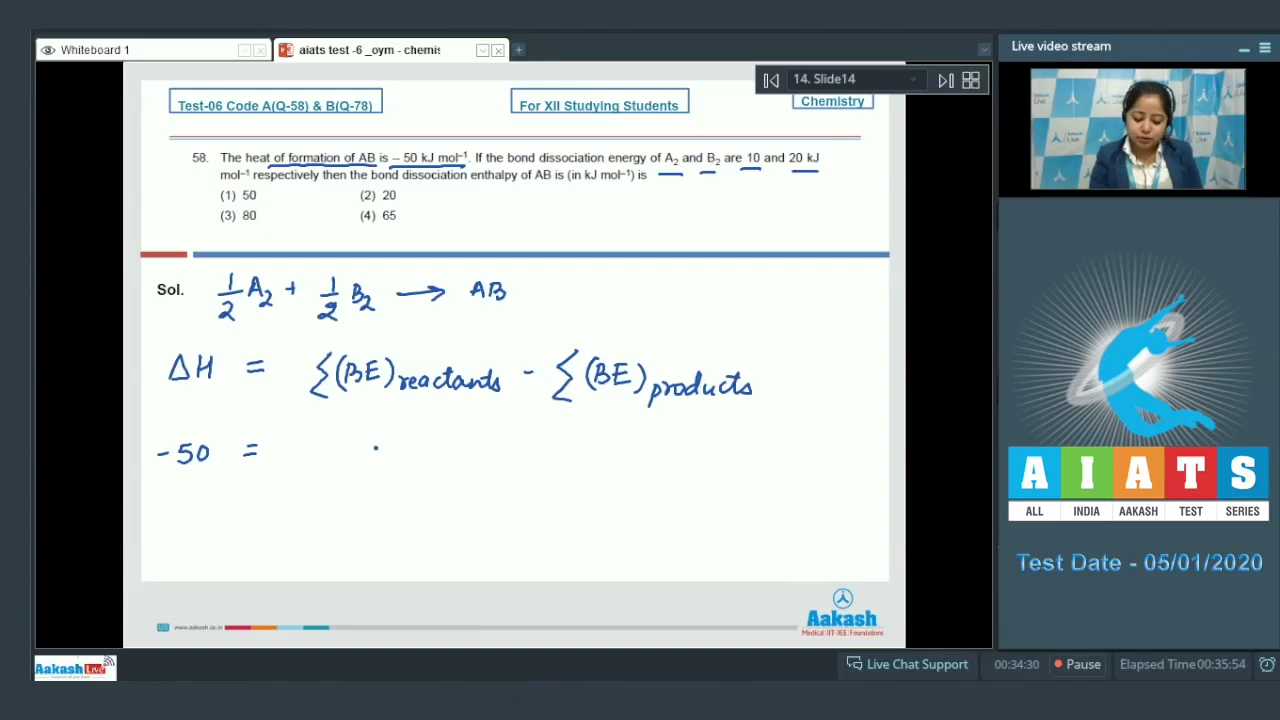 Whiteboard 1
aiats test -6 _oym - chemis
Live video stream
14. Slide14
Test-06 Code A(Q-58) & B(Q-78)
For XII Studying Students
Chemistry
58. The heat of formation of AB is – 50 kJ mol⁻¹. If the bond dissociation energy of A₂ and B₂ are 10 and 20 kJ
mol⁻¹ respectively then the bond dissociation enthalpy of AB is (in kJ mol⁻¹) is
(1) 50 (2) 20
(3) 80 (4) 65
Sol. 1/2 A₂ + 1/2 B₂ ⟶ AB
ΔH = Σ(BE)reactants - Σ(BE)products
-50 =
AIATS
ALL INDIA AAKASH TEST SERIES
Test Date - 05/01/2020
www.aakash.ac.in
Aakash
Medical|IIT-JEE|Foundations
Aakash Live
Live Chat Support
00:34:30
Pause
Elapsed Time 00:35:54